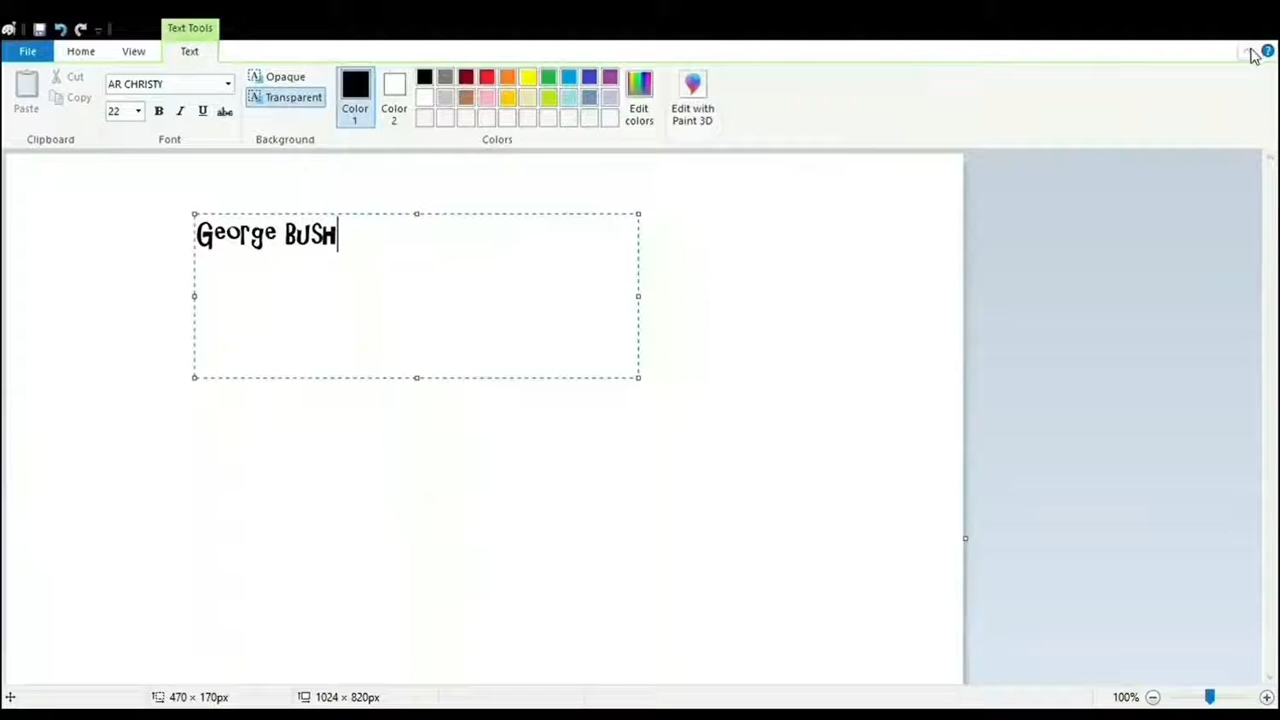 Text Tools
File Home View Text
Paste Cut Copy
AR CHRISTY
22 B I U abc
Opaque
Transparent
Color 1
Color 2
Edit colors
Edit with Paint 3D
Clipboard Font Background Colors
George BUSH
470 × 170px 1024 × 820px 100%